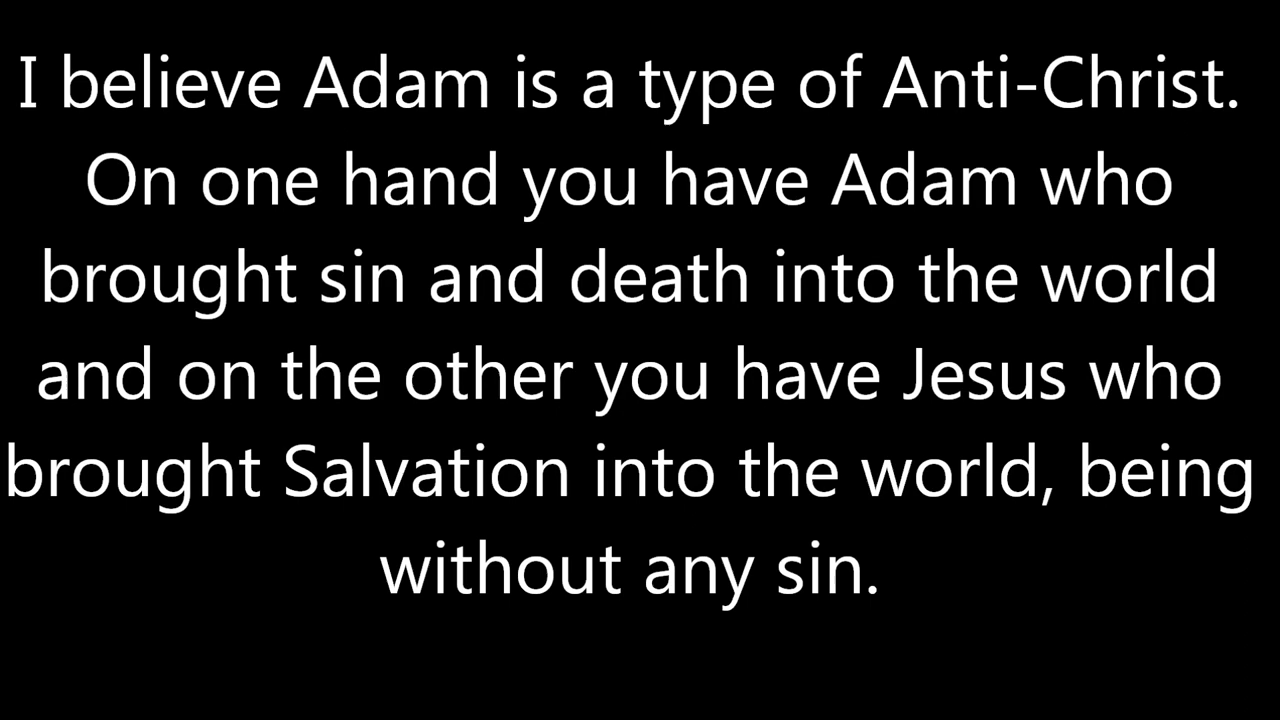 I believe Adam is a type of Anti-Christ.
On one hand you have Adam who
brought sin and death into the world
and on the other you have Jesus who
brought Salvation into the world, being
without any sin.